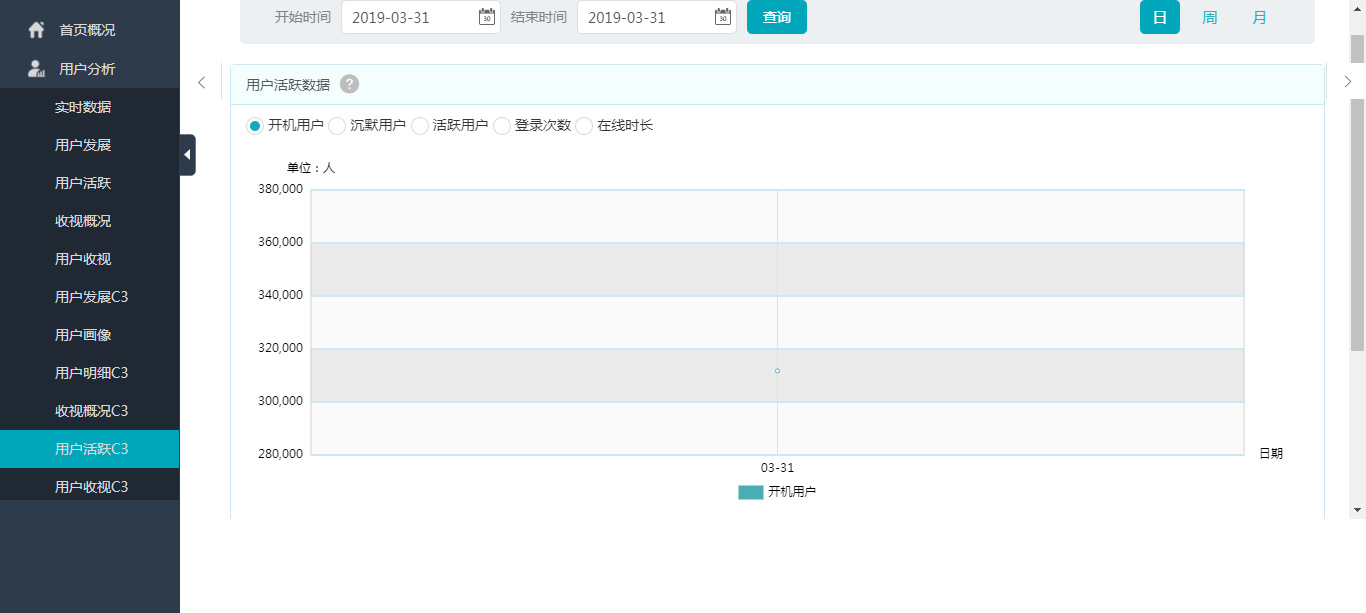 首页概况
用户分析
实时数据
用户发展
用户活跃
收视概况
用户收视
用户发展C3
用户画像
用户明细C3
收视概况C3
用户活跃C3
用户收视C3
开始时间 2019-03-31 30 结束时间 2019-03-31 30 查询 日 周 月
用户活跃数据 ?
开机用户 沉默用户 活跃用户 登录次数 在线时长
单位：人
380,000
360,000
340,000
320,000
300,000
280,000
日期
03-31
开机用户